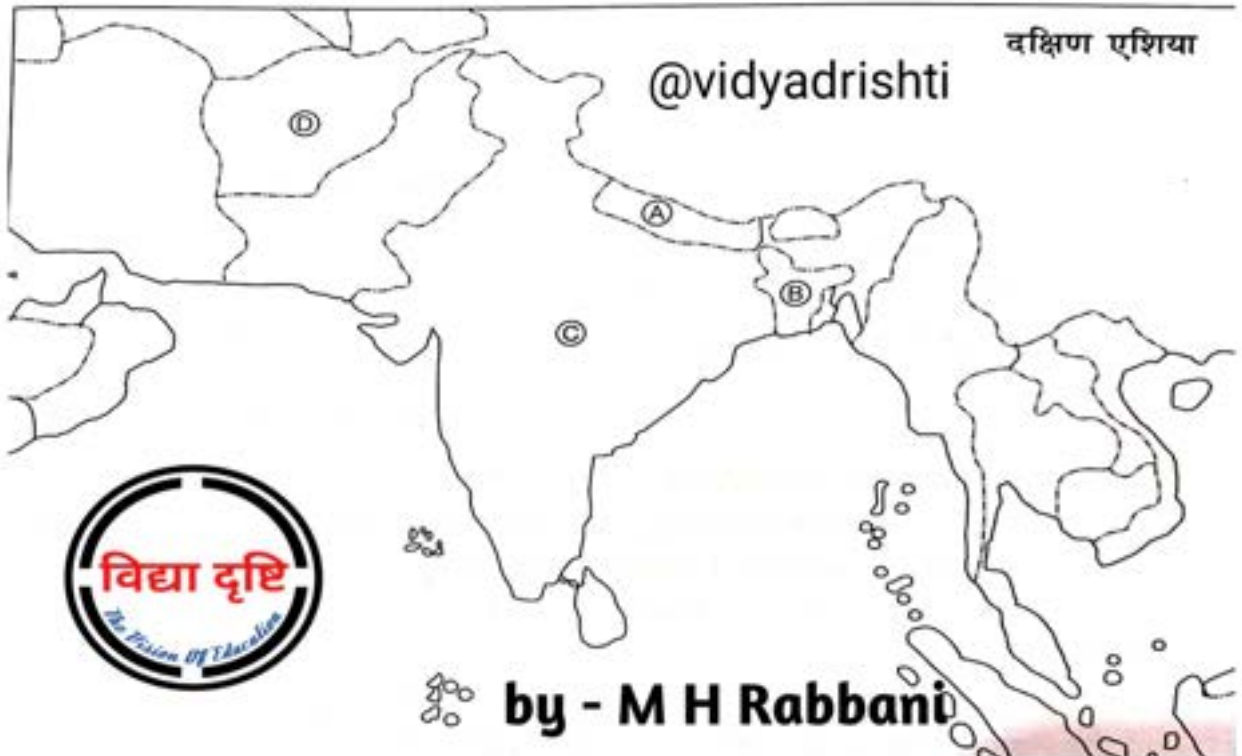 दक्षिण एशिया
@vidyadrishti
D
A
B
C
विद्या दृष्टि
The Vision Of Education
by - M H Rabbani